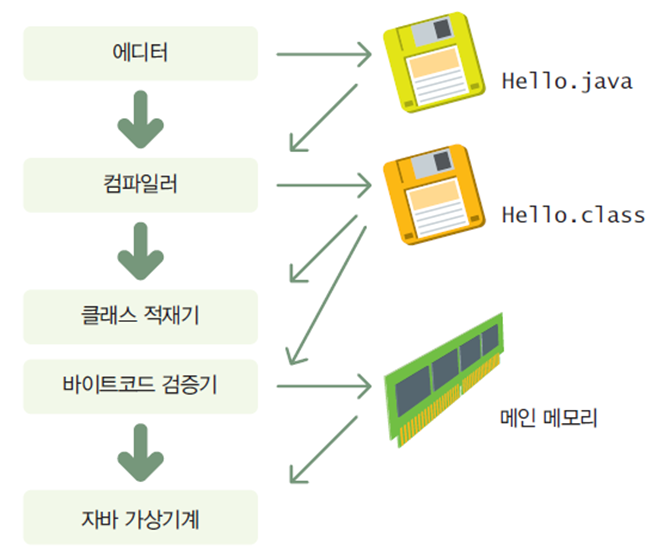 에디터
Hello.java
컴파일러
Hello.class
클래스 적재기
바이트코드 검증기
메인 메모리
자바 가상기계